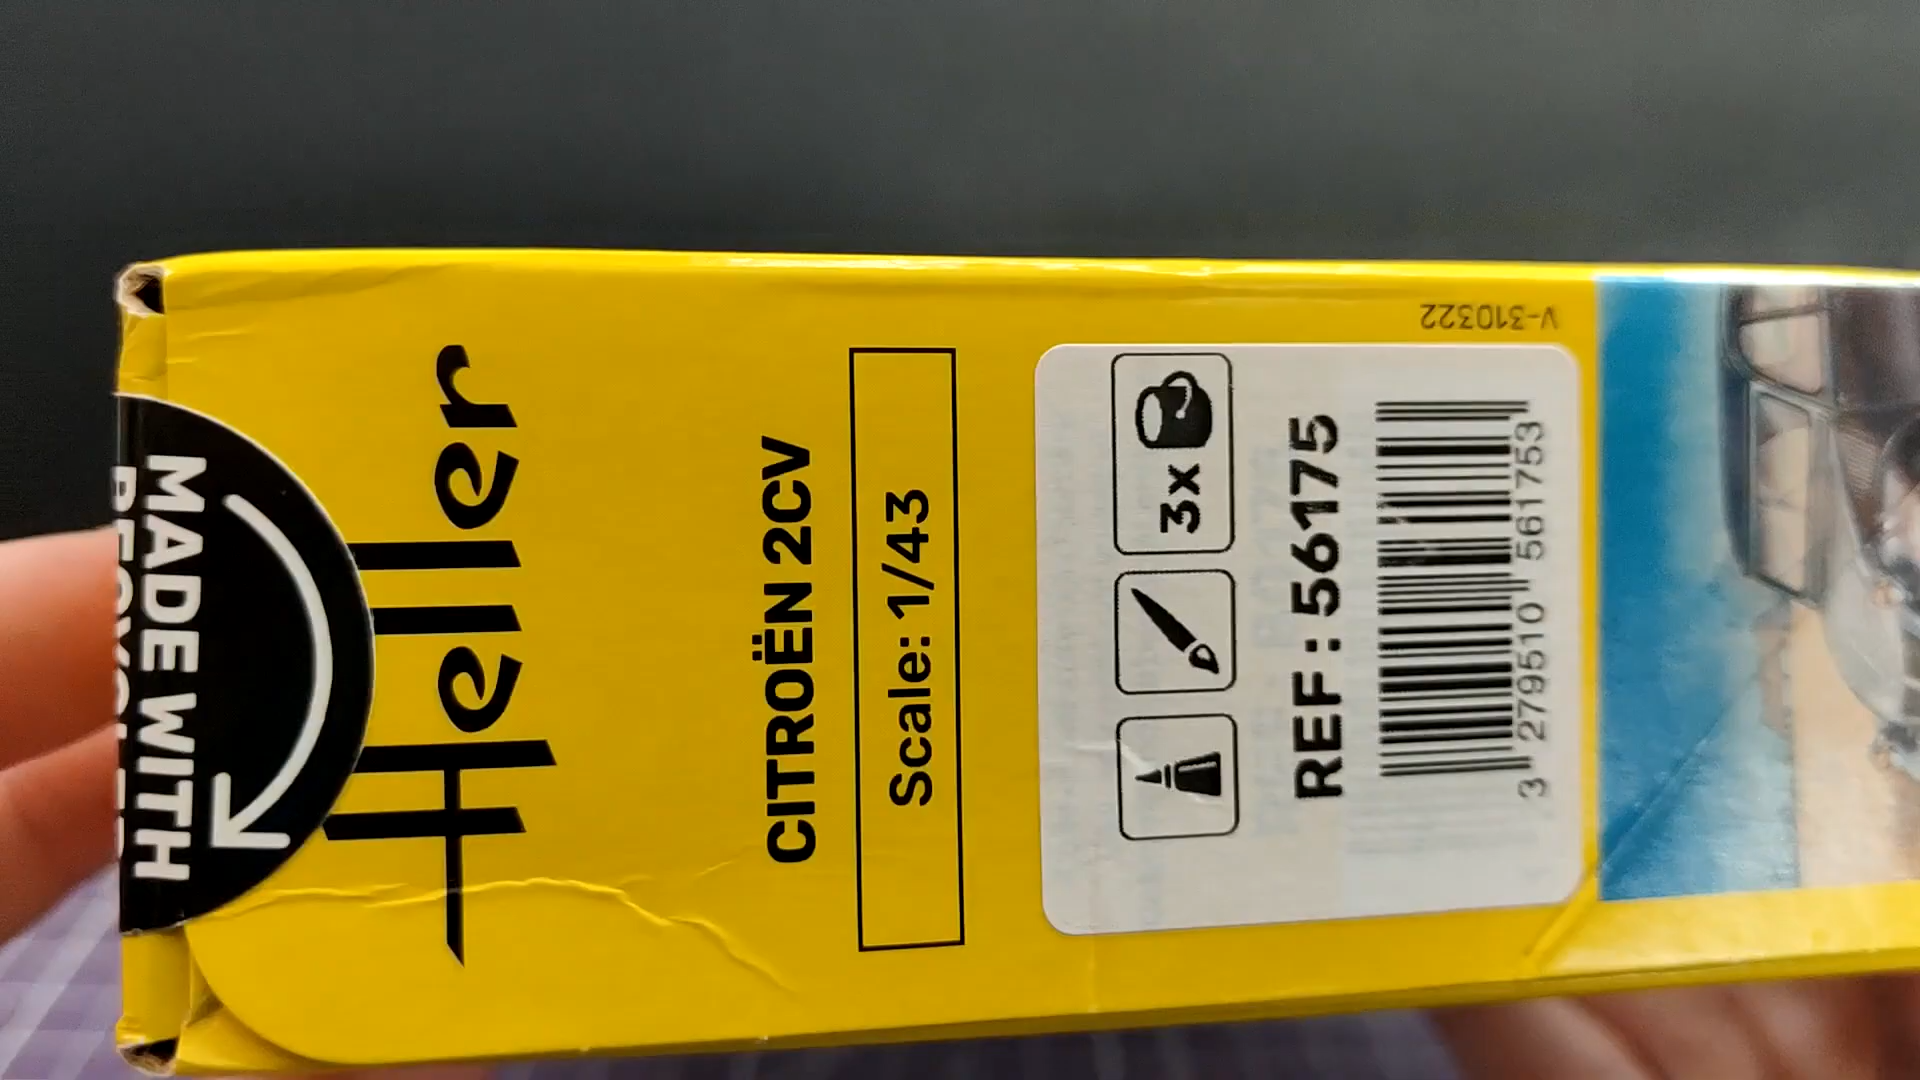 Heller
CITROËN 2CV
Scale: 1/43
3x
REF : 56175
3 279510 561753
V-310322
MADE WITH